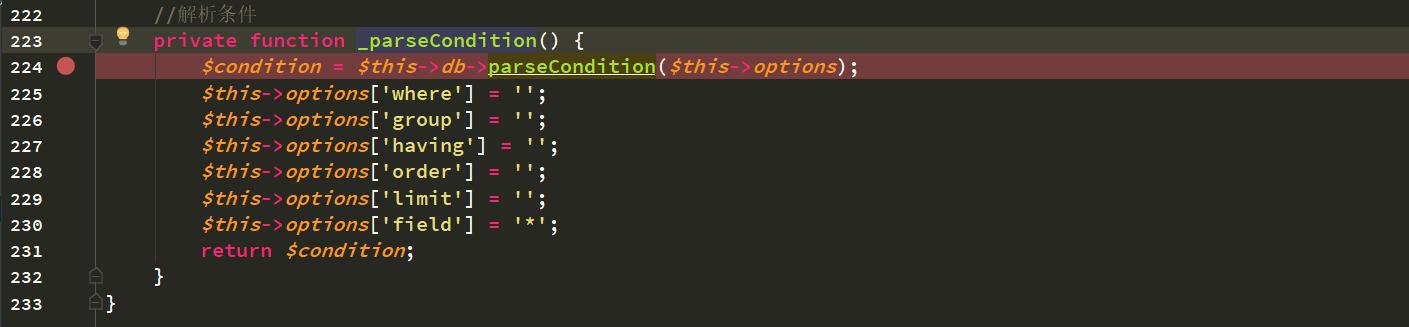 222 //解析条件
223 private function _parseCondition() {
224 $condition = $this->db->parseCondition($this->options);
225 $this->options['where'] = '';
226 $this->options['group'] = '';
227 $this->options['having'] = '';
228 $this->options['order'] = '';
229 $this->options['limit'] = '';
230 $this->options['field'] = '*';
231 return $condition;
232 }
233 }